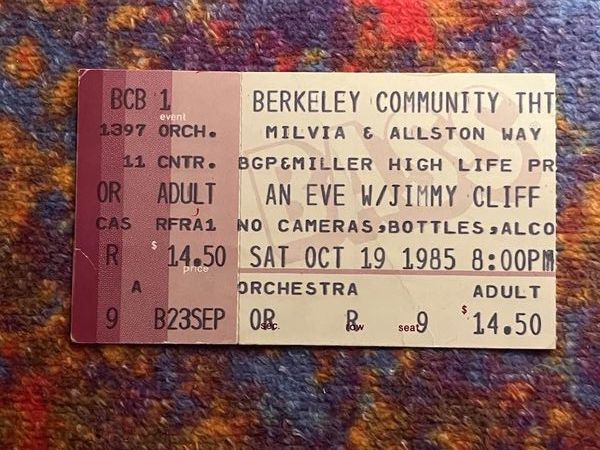 BCB 1
event
1397 ORCH.
11 CNTR.
OR ADULT
CAS RFRA1
R $ 14.50
price
A
9 B23SEP
BERKELEY COMMUNITY THT
MILVIA & ALLSTON WAY
BGP&MILLER HIGH LIFE PR
AN EVE W/JIMMY CLIFF
NO CAMERAS,BOTTLES,ALCO
SAT OCT 19 1985 8:00PM
ORCHESTRA ADULT
OR R 9 $14.50
sec. row seat
BASS